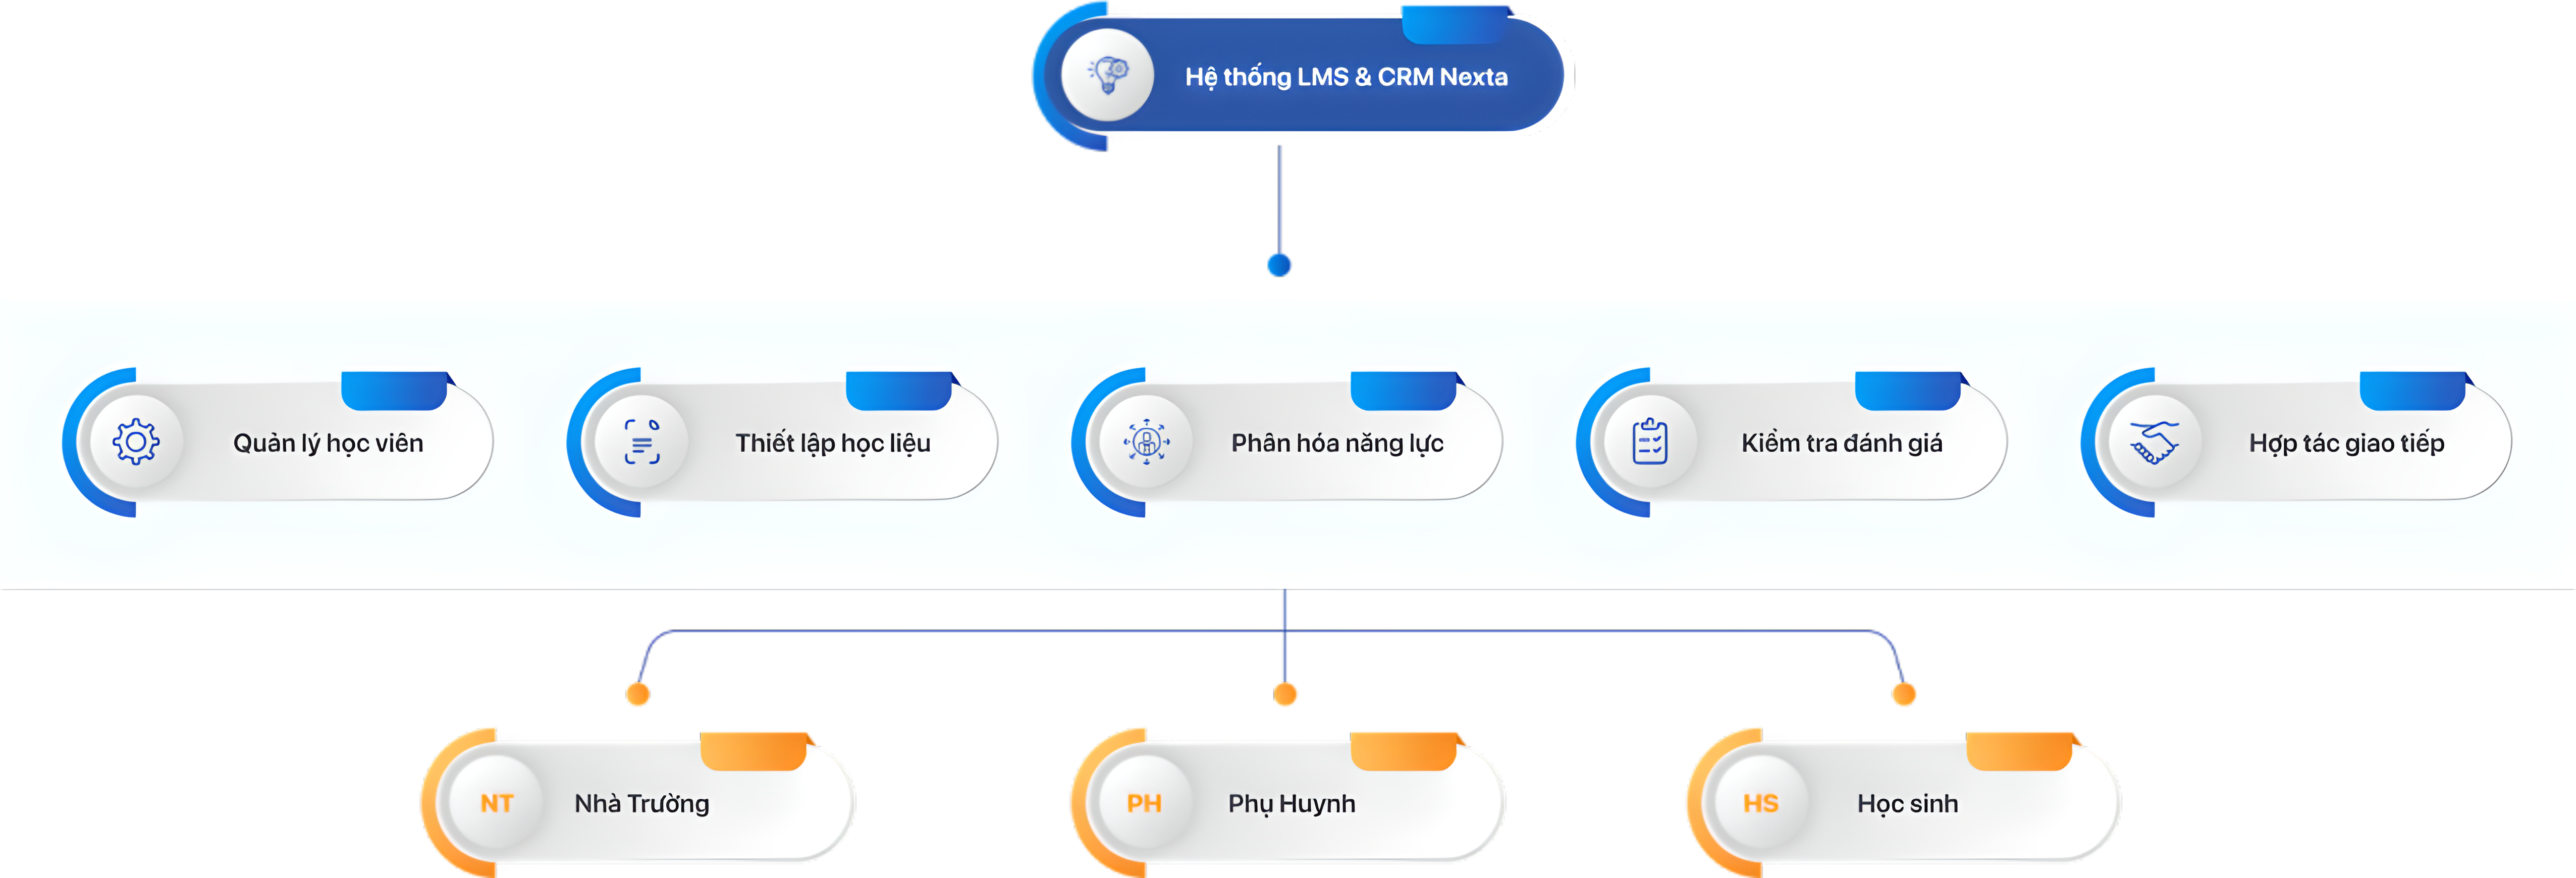 Hệ thống LMS & CRM Nexta
Quản lý học viên
Thiết lập học liệu
Phân hóa năng lực
Kiểm tra đánh giá
Hợp tác giao tiếp
NT
Nhà Trường
PH
Phụ Huynh
HS
Học sinh